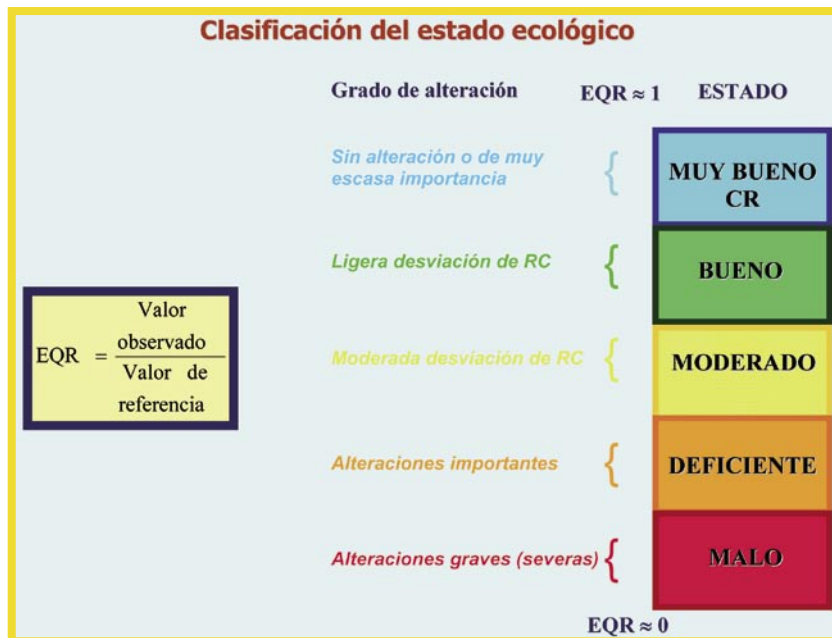 Clasificación del estado ecológico
Grado de alteración EQR ≈ 1 ESTADO
Sin alteración o de muy
escasa importancia
MUY BUENO
CR
Ligera desviación de RC
BUENO
EQR = Valor
observado
Valor de
referencia
Moderada desviación de RC
MODERADO
Alteraciones importantes
DEFICIENTE
Alteraciones graves (severas)
MALO
EQR ≈ 0